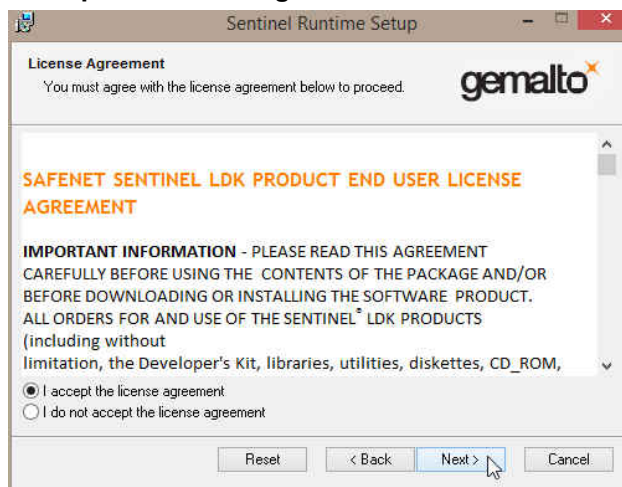 Sentinel Runtime Setup
License Agreement
You must agree with the license agreement below to proceed.
gemalto
SAFENET SENTINEL LDK PRODUCT END USER LICENSE
AGREEMENT
IMPORTANT INFORMATION - PLEASE READ THIS AGREEMENT
CAREFULLY BEFORE USING THE CONTENTS OF THE PACKAGE AND/OR
BEFORE DOWNLOADING OR INSTALLING THE SOFTWARE PRODUCT.
ALL ORDERS FOR AND USE OF THE SENTINEL® LDK PRODUCTS
(including without
limitation, the Developer's Kit, libraries, utilities, diskettes, CD_ROM,
I accept the license agreement
I do not accept the license agreement
Reset < Back Next > Cancel